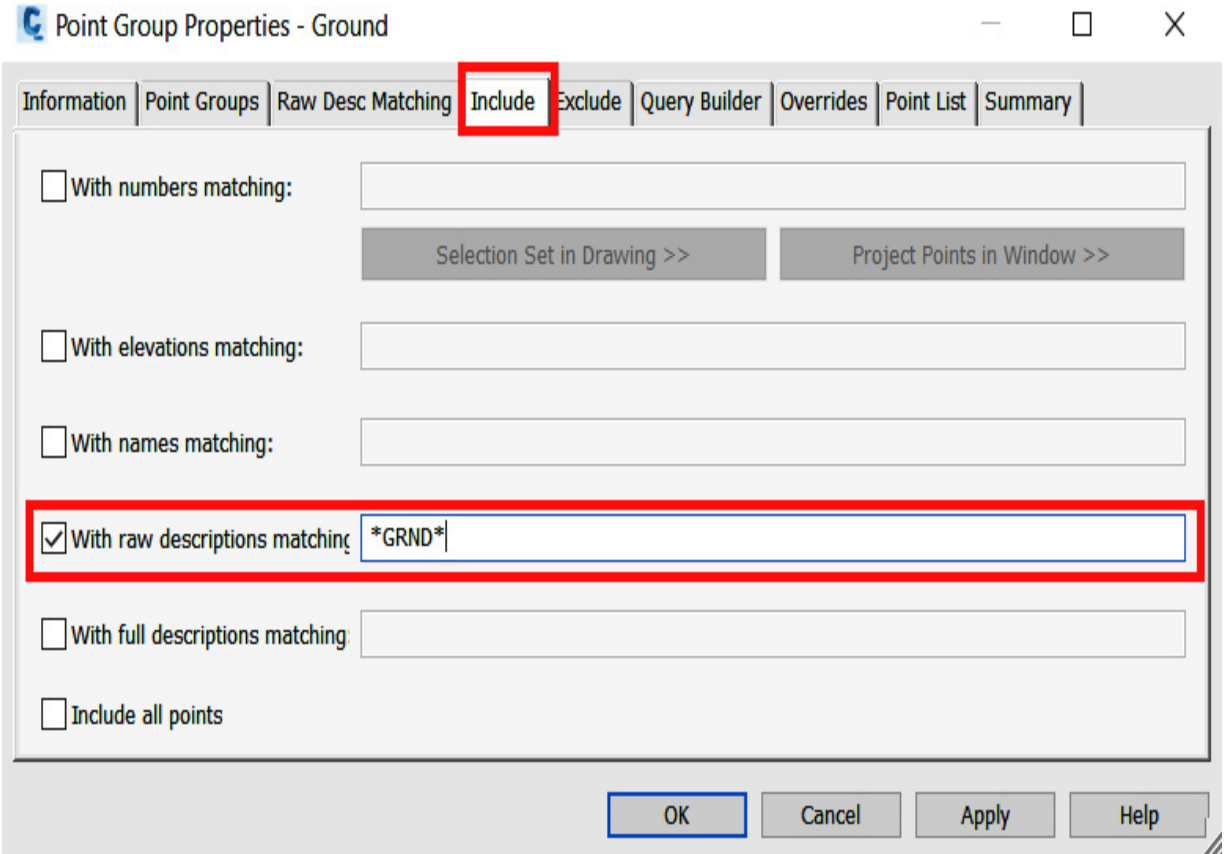 Point Group Properties - Ground
Information Point Groups Raw Desc Matching Include Exclude Query Builder Overrides Point List Summary
With numbers matching:
Selection Set in Drawing >> Project Points in Window >>
With elevations matching:
With names matching:
With raw descriptions matching *GRND*
With full descriptions matching:
Include all points
OK Cancel Apply Help